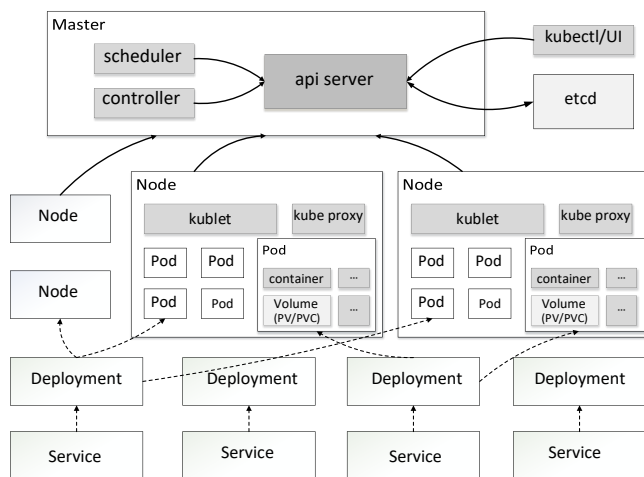 Master
scheduler
controller
api server
kubectl/UI
etcd
Node
Node
Node
kublet
kube proxy
Pod
Pod
Pod
Pod
Pod
container
...
Volume
(PV/PVC)
...
Node
kublet
kube proxy
Pod
Pod
Pod
Pod
Pod
container
...
Volume
(PV/PVC)
...
Deployment
Deployment
Deployment
Deployment
Service
Service
Service
Service